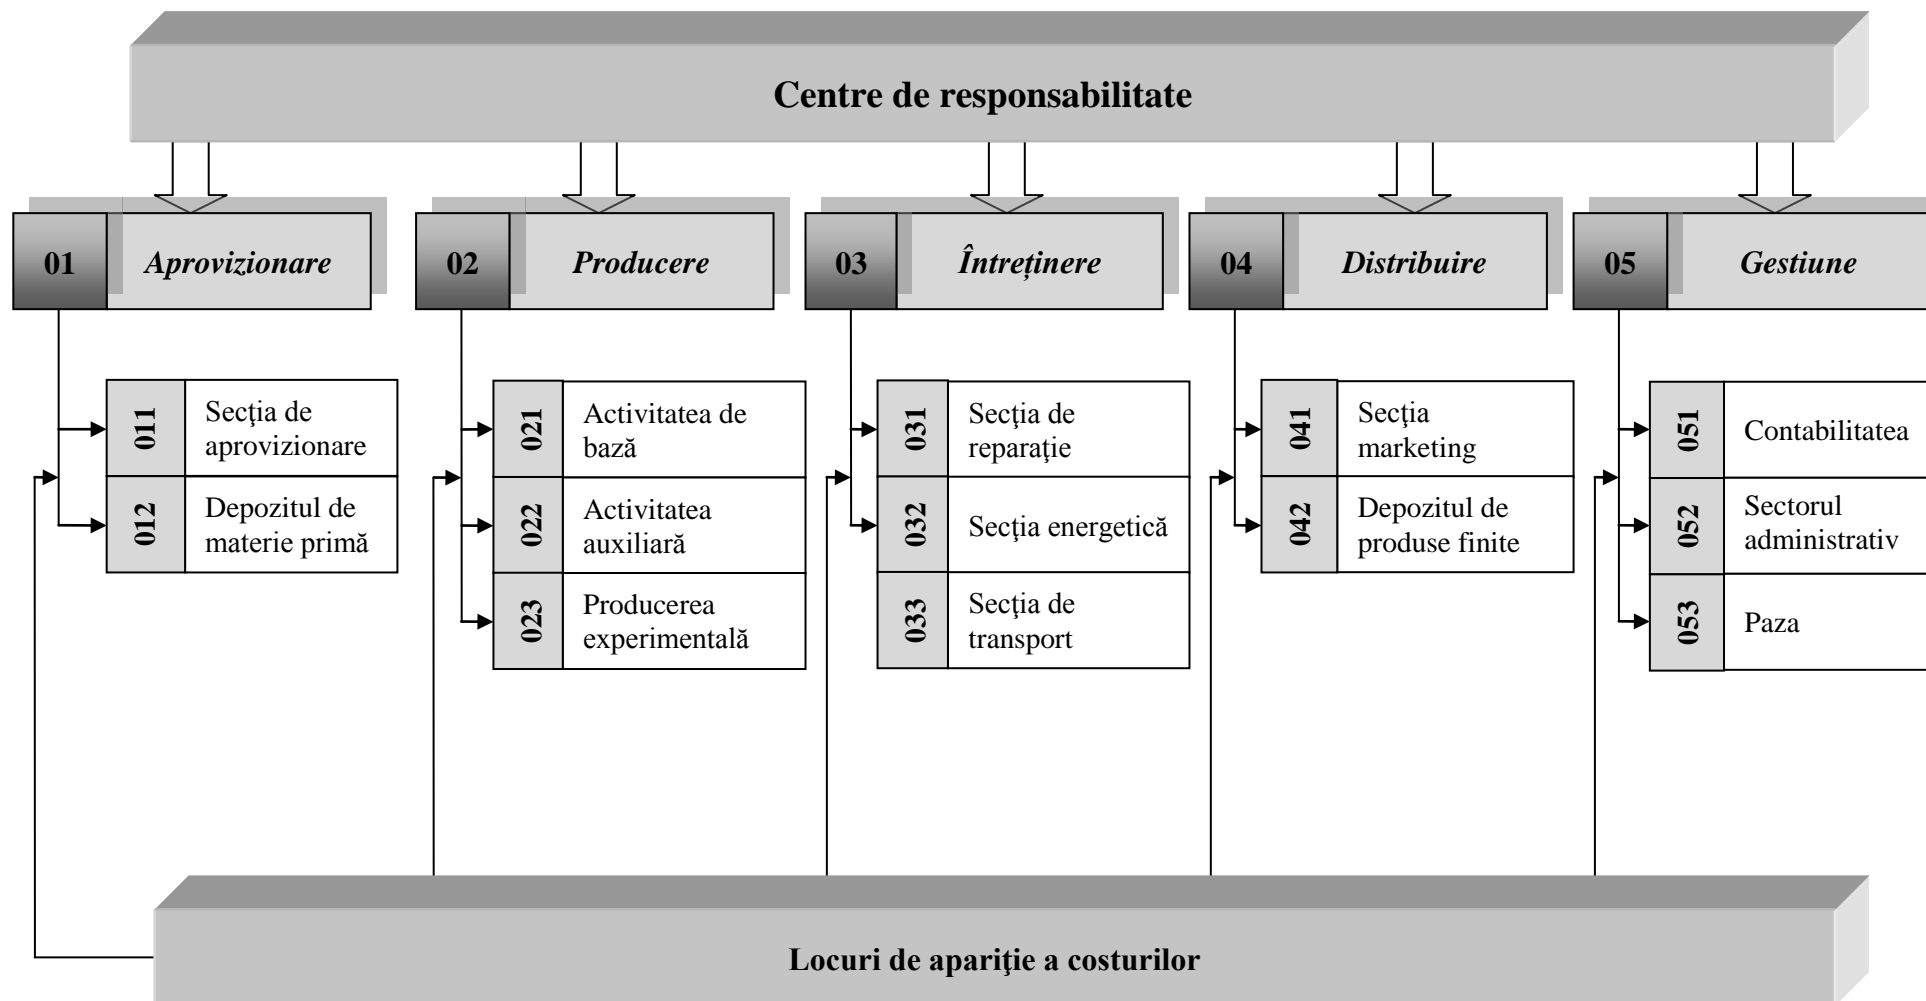 Centre de responsabilitate
01
Aprovizionare
02
Producere
03
Întreținere
04
Distribuire
05
Gestiune
011
Secţia de
aprovizionare
012
Depozitul de
materie primă
021
Activitatea de
bază
022
Activitatea
auxiliară
023
Producerea
experimentală
031
Secţia de
reparaţie
032
Secţia energetică
033
Secţia de
transport
041
Secţia
marketing
042
Depozitul de
produse finite
051
Contabilitatea
052
Sectorul
administrativ
053
Paza
Locuri de apariţie a costurilor